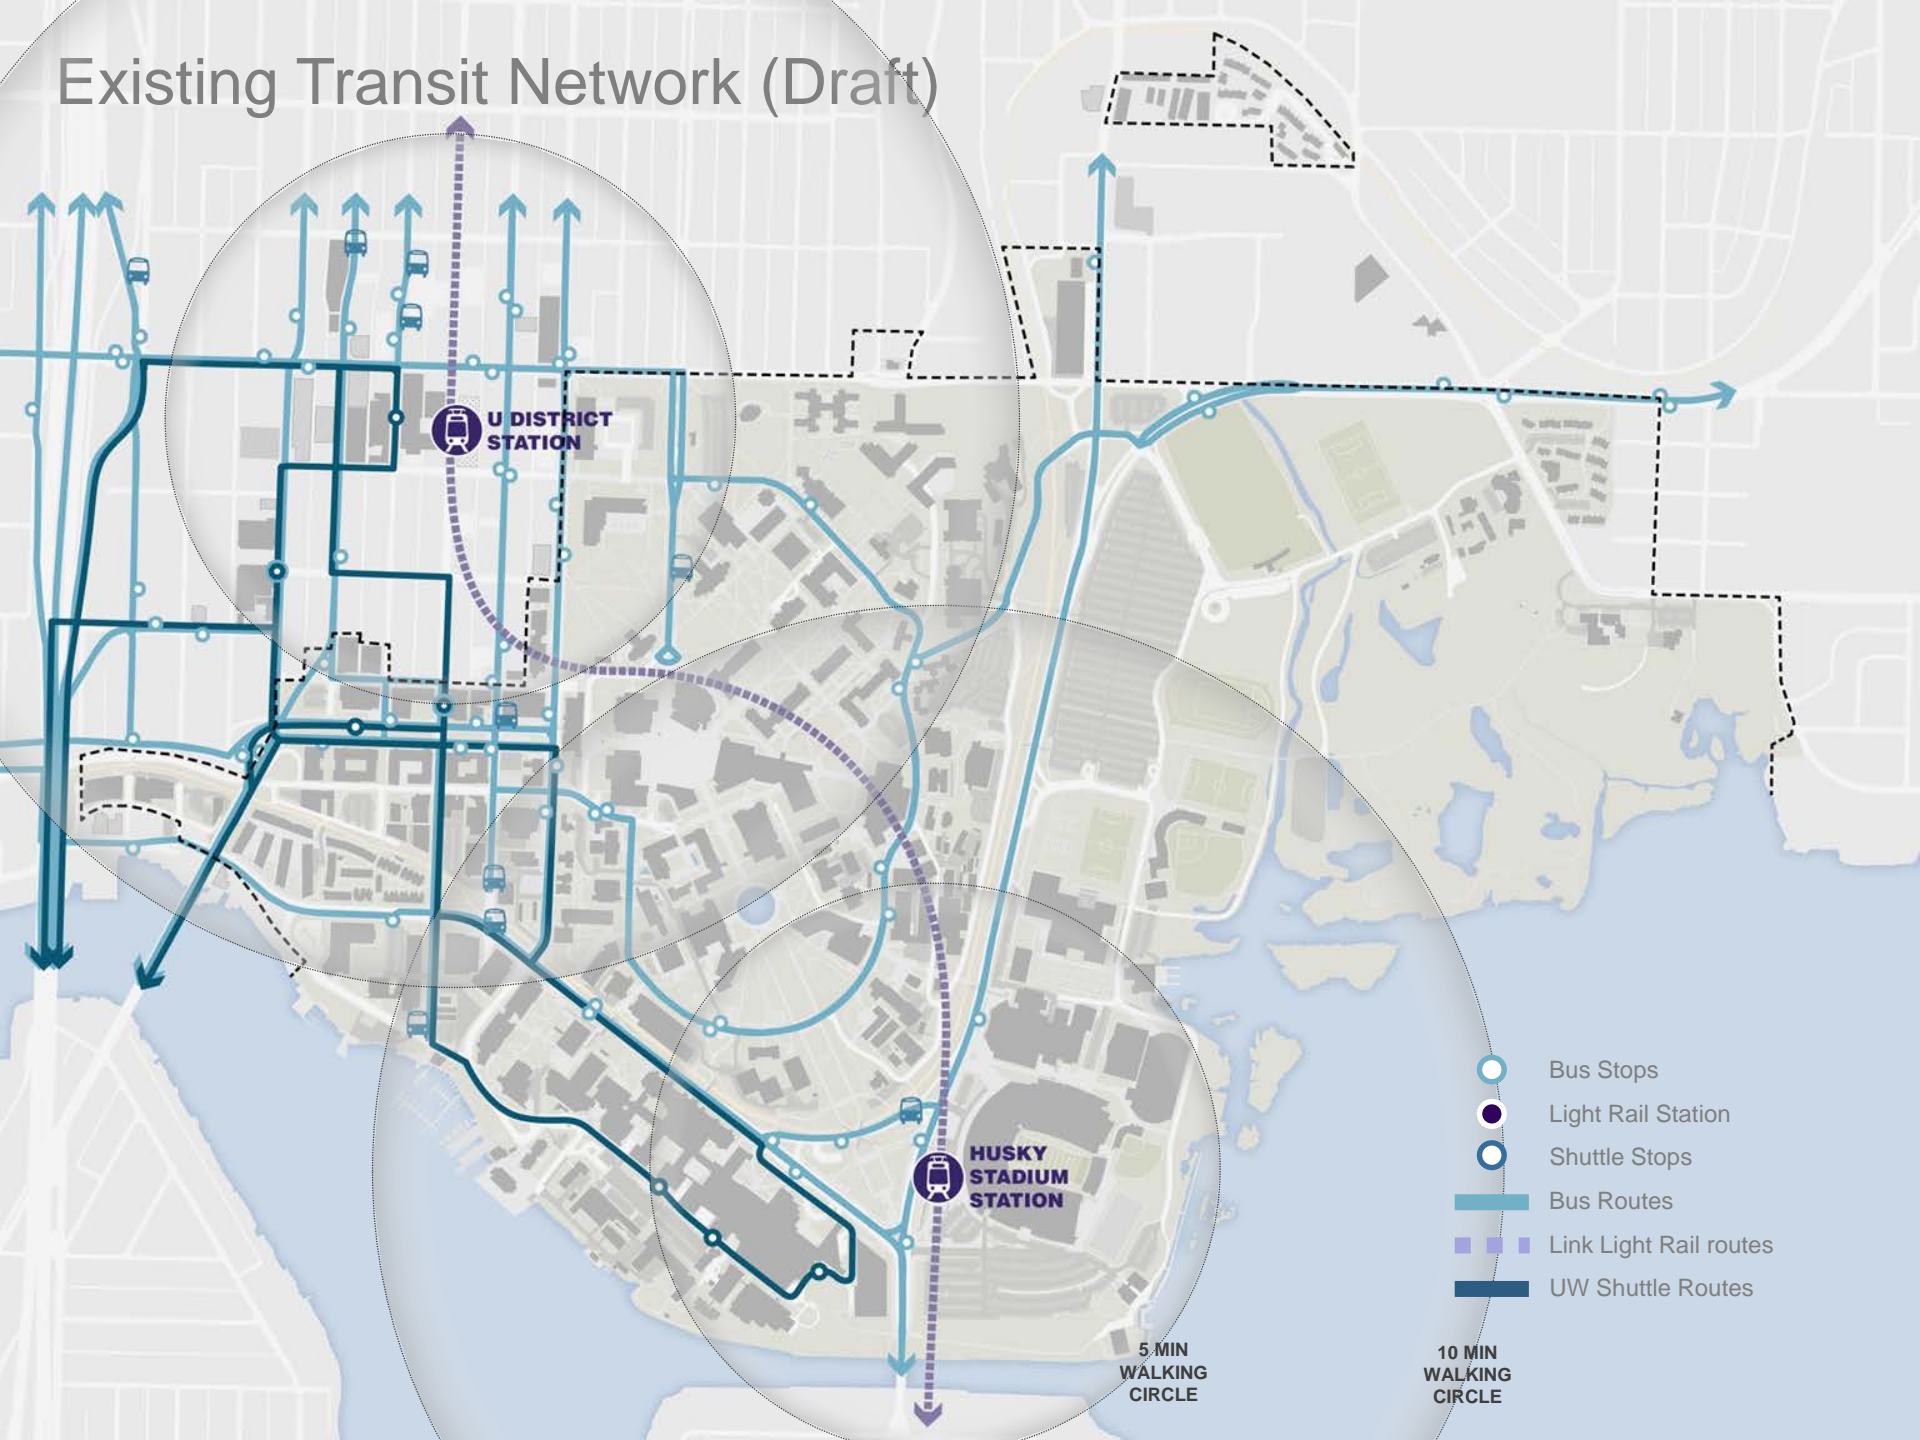 Existing Transit Network (Draft)
U DISTRICT
STATION
HUSKY
STADIUM
STATION
Bus Stops
Light Rail Station
Shuttle Stops
Bus Routes
Link Light Rail routes
UW Shuttle Routes
5 MIN
WALKING
CIRCLE
10 MIN
WALKING
CIRCLE